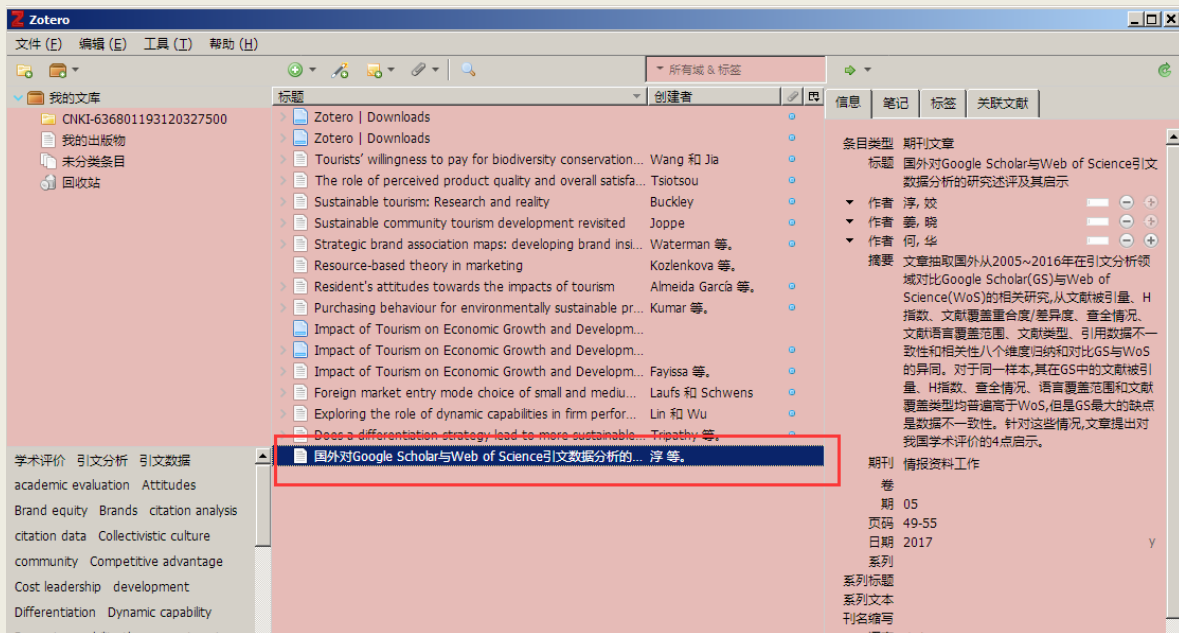 Zotero
文件 (F) 编辑 (E) 工具 (T) 帮助 (H)
所有域 & 标签
我的文库
CNKI-636801193120327500
我的出版物
未分类条目
回收站
标题 创建者
Zotero | Downloads
Zotero | Downloads
Tourists' willingness to pay for biodiversity conservation... Wang 和 Jia
The role of perceived product quality and overall satisfa... Tsiotsou
Sustainable tourism: Research and reality Buckley
Sustainable community tourism development revisited Joppe
Strategic brand association maps: developing brand insi... Waterman 等。
Resource-based theory in marketing Kozlenkova 等。
Resident's attitudes towards the impacts of tourism Almeida García 等。
Purchasing behaviour for environmentally sustainable pr... Kumar 等。
Impact of Tourism on Economic Growth and Developm...
Impact of Tourism on Economic Growth and Developm...
Impact of Tourism on Economic Growth and Developm... Fayissa 等。
Foreign market entry mode choice of small and mediu... Laufs 和 Schwens
Exploring the role of dynamic capabilities in firm perfor... Lin 和 Wu
Does a differentiation strategy lead to more sustainable... Tripathy 等。
国外对Google Scholar与Web of Science引文数据分析的... 淳 等。
学术评价 引文分析 引文数据
academic evaluation Attitudes
Brand equity Brands citation analysis
citation data Collectivistic culture
community Competitive advantage
Cost leadership development
Differentiation Dynamic capability
信息 笔记 标签 关联文献
条目类型 期刊文章
标题 国外对Google Scholar与Web of Science引文
数据分析的研究述评及其启示
作者 淳, 姣
作者 姜, 晓
作者 何, 华
摘要 文章抽取国外从2005~2016年在引文分析领
域对比Google Scholar(GS)与Web of
Science(WoS)的相关研究,从文献被引量、H
指数、文献覆盖重合度/差异度、查全情况、
文献语言覆盖范围、文献类型、引用数据不一
致性和相关性八个维度归纳和对比GS与WoS
的异同。对于同一样本,其在GS中的文献被引
量、H指数、查全情况、语言覆盖范围和文献
覆盖类型均普遍高于WoS,但是GS最大的缺点
是数据不一致性。针对这些情况,文章提出对
我国学术评价的4点启示。
期刊 情报资料工作
卷
期 05
页码 49-55
日期 2017 y
系列
系列标题
系列文本
刊名缩写